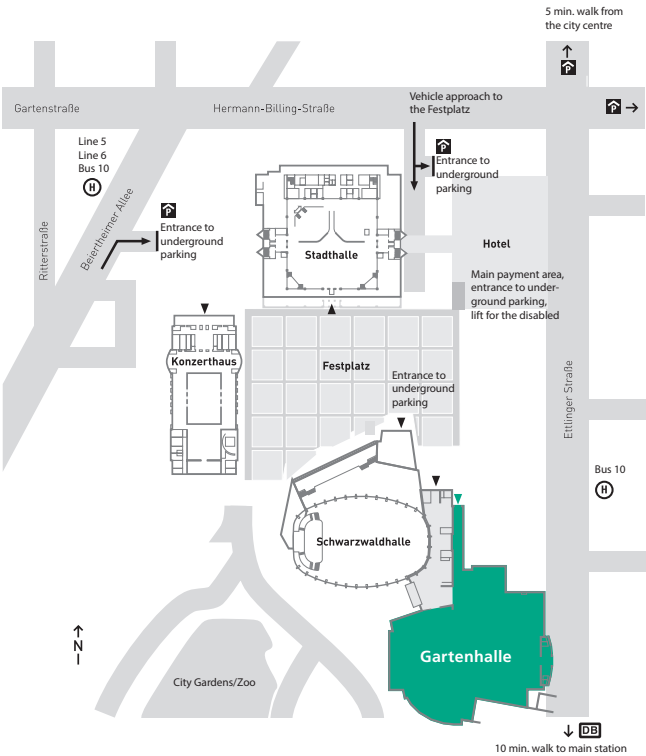 5 min. walk from
the city centre
P
Gartenstraße
Hermann-Billing-Straße
Vehicle approach to
the Festplatz
P
Line 5
Line 6
Bus 10
H
P
Entrance to
underground
parking
P
Entrance to
underground
parking
Ritterstraße
Beiertheimer Allee
Stadthalle
Hotel
Main payment area,
entrance to under-
ground parking,
lift for the disabled
Konzerthaus
Festplatz
Entrance to
underground
parking
Ettlinger Straße
Bus 10
H
Schwarzwaldhalle
Gartenhalle
N
City Gardens/Zoo
DB
10 min. walk to main station